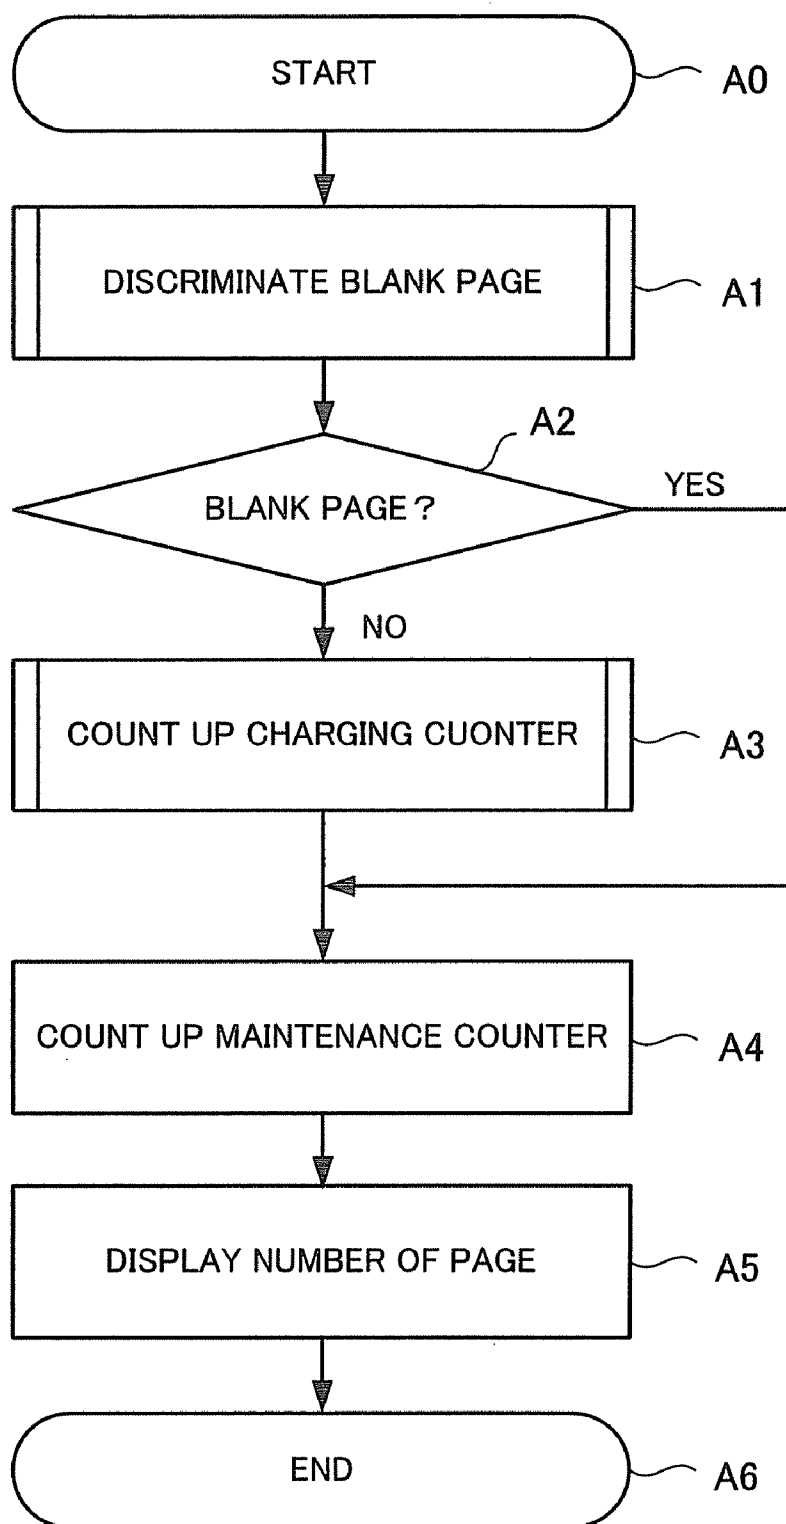 START
A0
DISCRIMINATE BLANK PAGE
A1
A2
BLANK PAGE?
YES
NO
COUNT UP CHARGING CUONTER
A3
COUNT UP MAINTENANCE COUNTER
A4
DISPLAY NUMBER OF PAGE
A5
END
A6